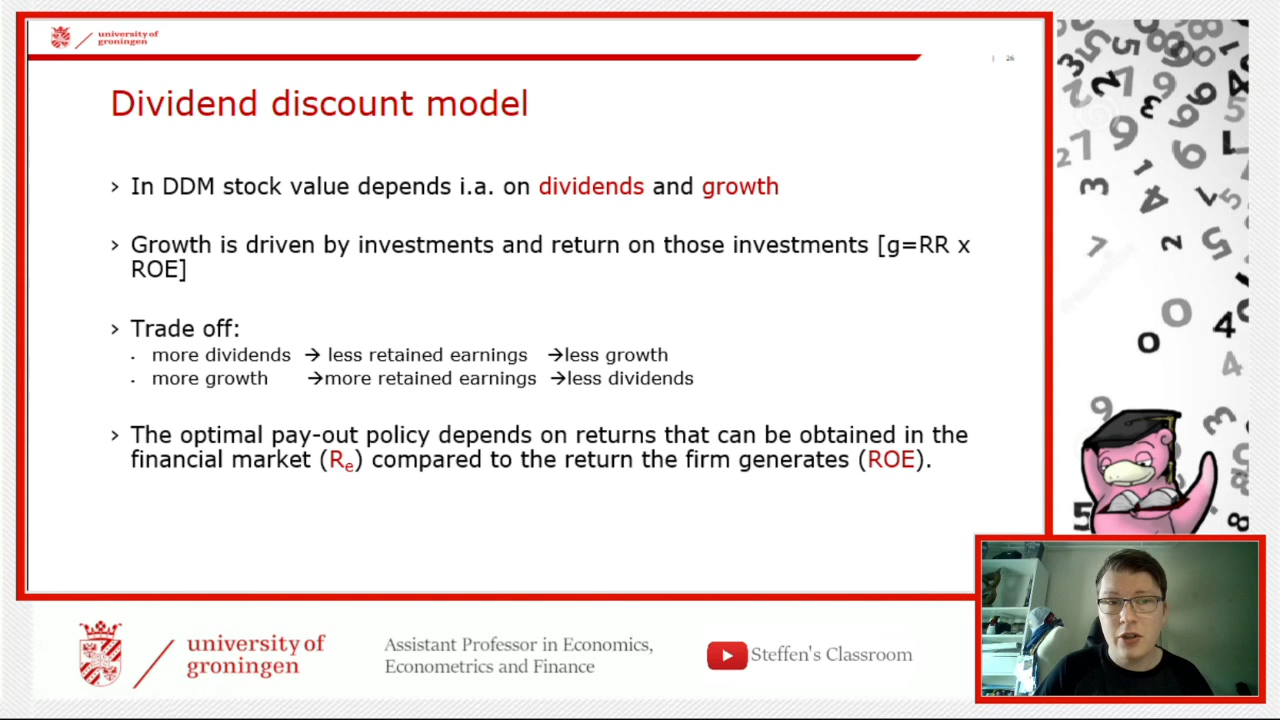 university of
groningen
| 26
Dividend discount model
› In DDM stock value depends i.a. on dividends and growth
› Growth is driven by investments and return on those investments [g=RR x
ROE]
› Trade off:
· more dividends → less retained earnings →less growth
· more growth →more retained earnings →less dividends
› The optimal pay-out policy depends on returns that can be obtained in the
financial market (Re) compared to the return the firm generates (ROE).
university of
groningen
Assistant Professor in Economics,
Econometrics and Finance
Steffen's Classroom